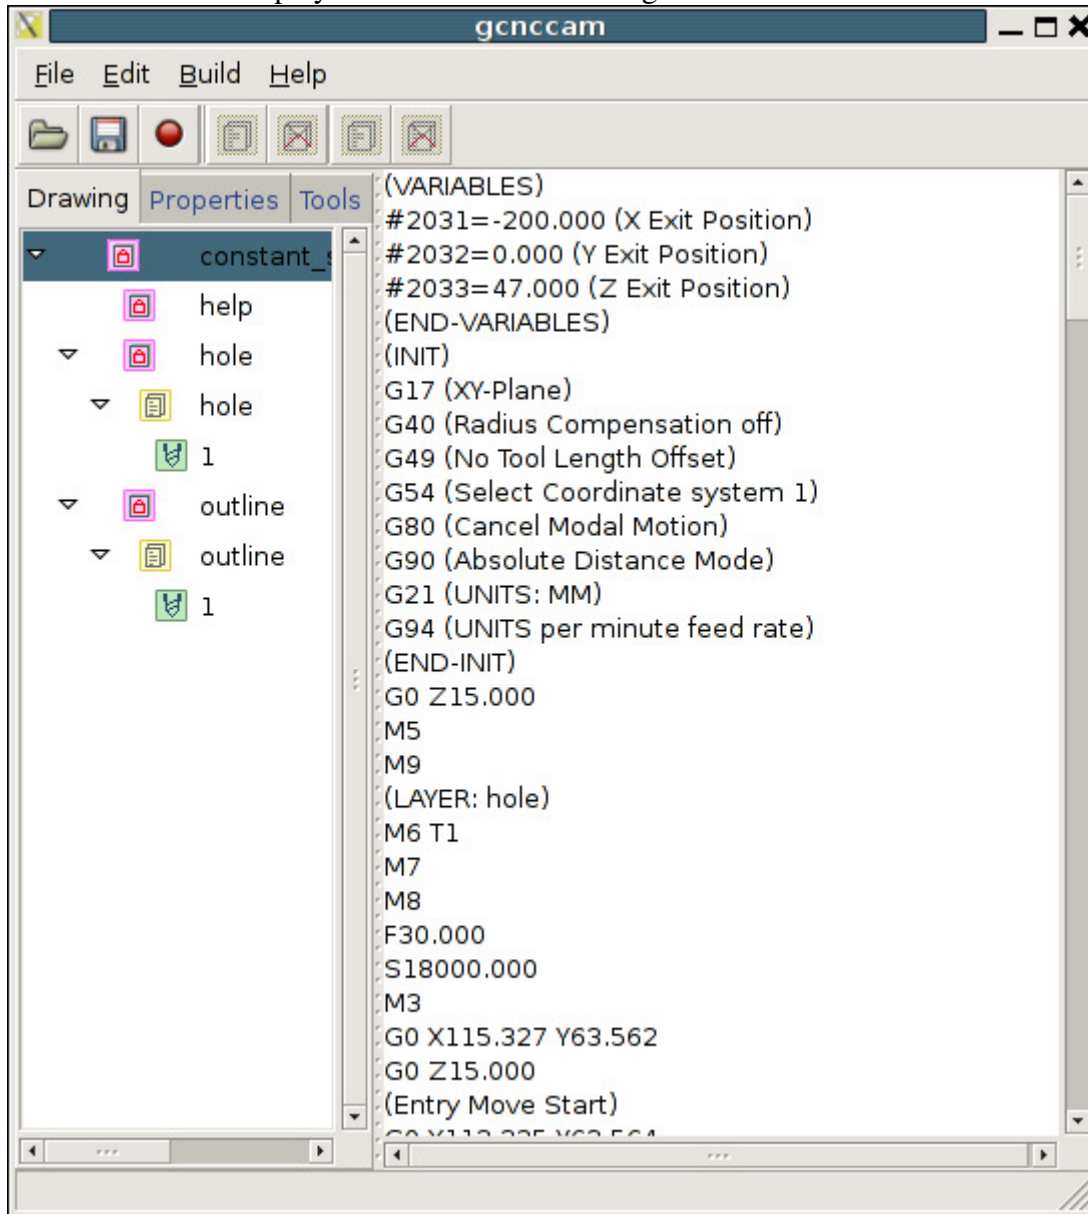 gcnccam
File Edit Build Help
Drawing Properties Tools
constant_s
help
hole
hole
1
outline
outline
1
(VARIABLES)
#2031=-200.000 (X Exit Position)
#2032=0.000 (Y Exit Position)
#2033=47.000 (Z Exit Position)
(END-VARIABLES)
(INIT)
G17 (XY-Plane)
G40 (Radius Compensation off)
G49 (No Tool Length Offset)
G54 (Select Coordinate system 1)
G80 (Cancel Modal Motion)
G90 (Absolute Distance Mode)
G21 (UNITS: MM)
G94 (UNITS per minute feed rate)
(END-INIT)
G0 Z15.000
M5
M9
(LAYER: hole)
M6 T1
M7
M8
F30.000
S18000.000
M3
G0 X115.327 Y63.562
G0 Z15.000
(Entry Move Start)